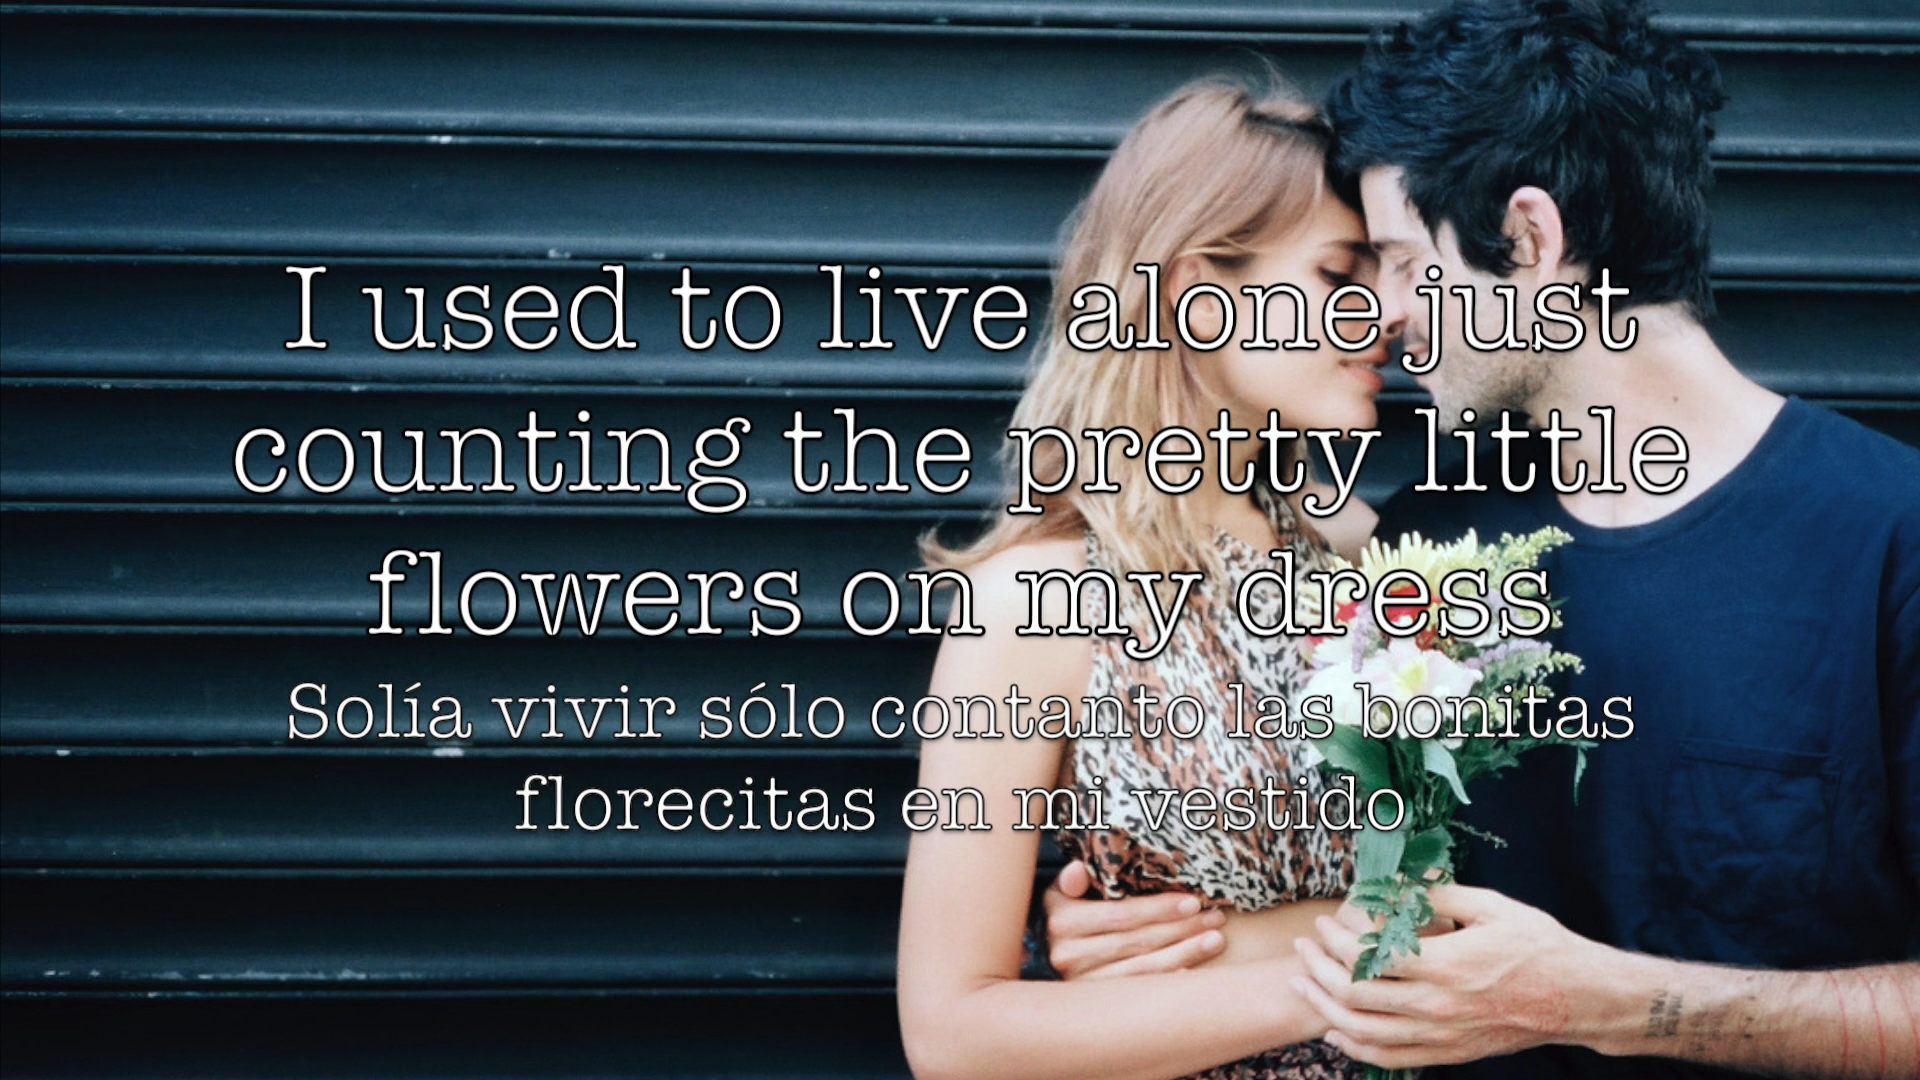 I used to live alone just
counting the pretty little
flowers on my dress
Solía vivir sólo contanto las bonitas
florecitas en mi vestido